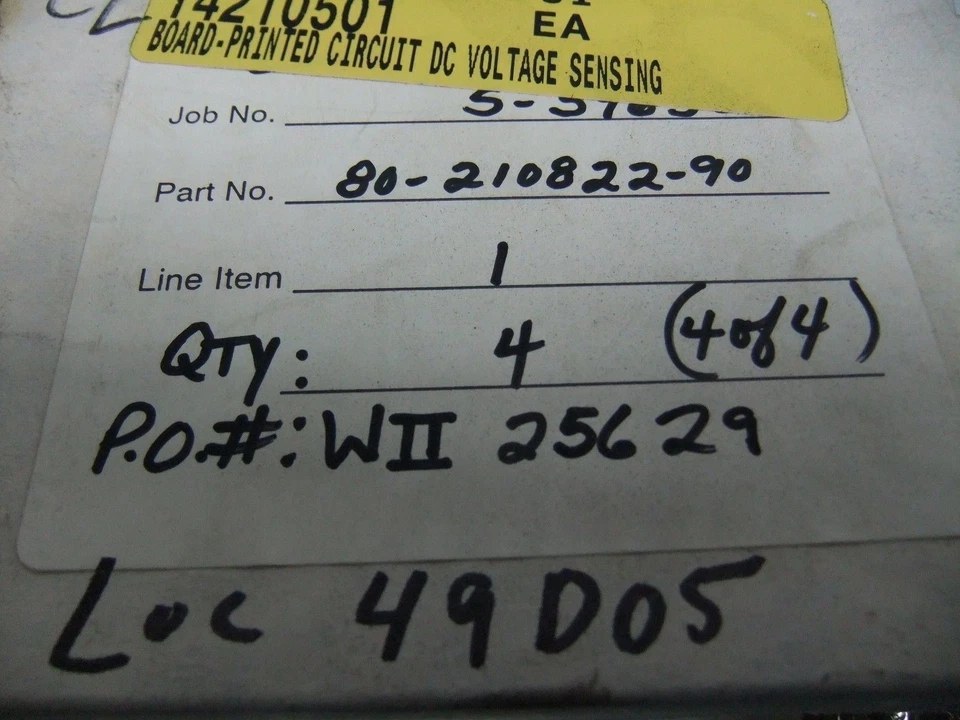 14210501
EA
BOARD-PRINTED CIRCUIT DC VOLTAGE SENSING
Job No.
Part No. 80-210822-90
Line Item 1
QTY: 4 (4 of 4)
P.O.#: WII 25629
Loc 49D05